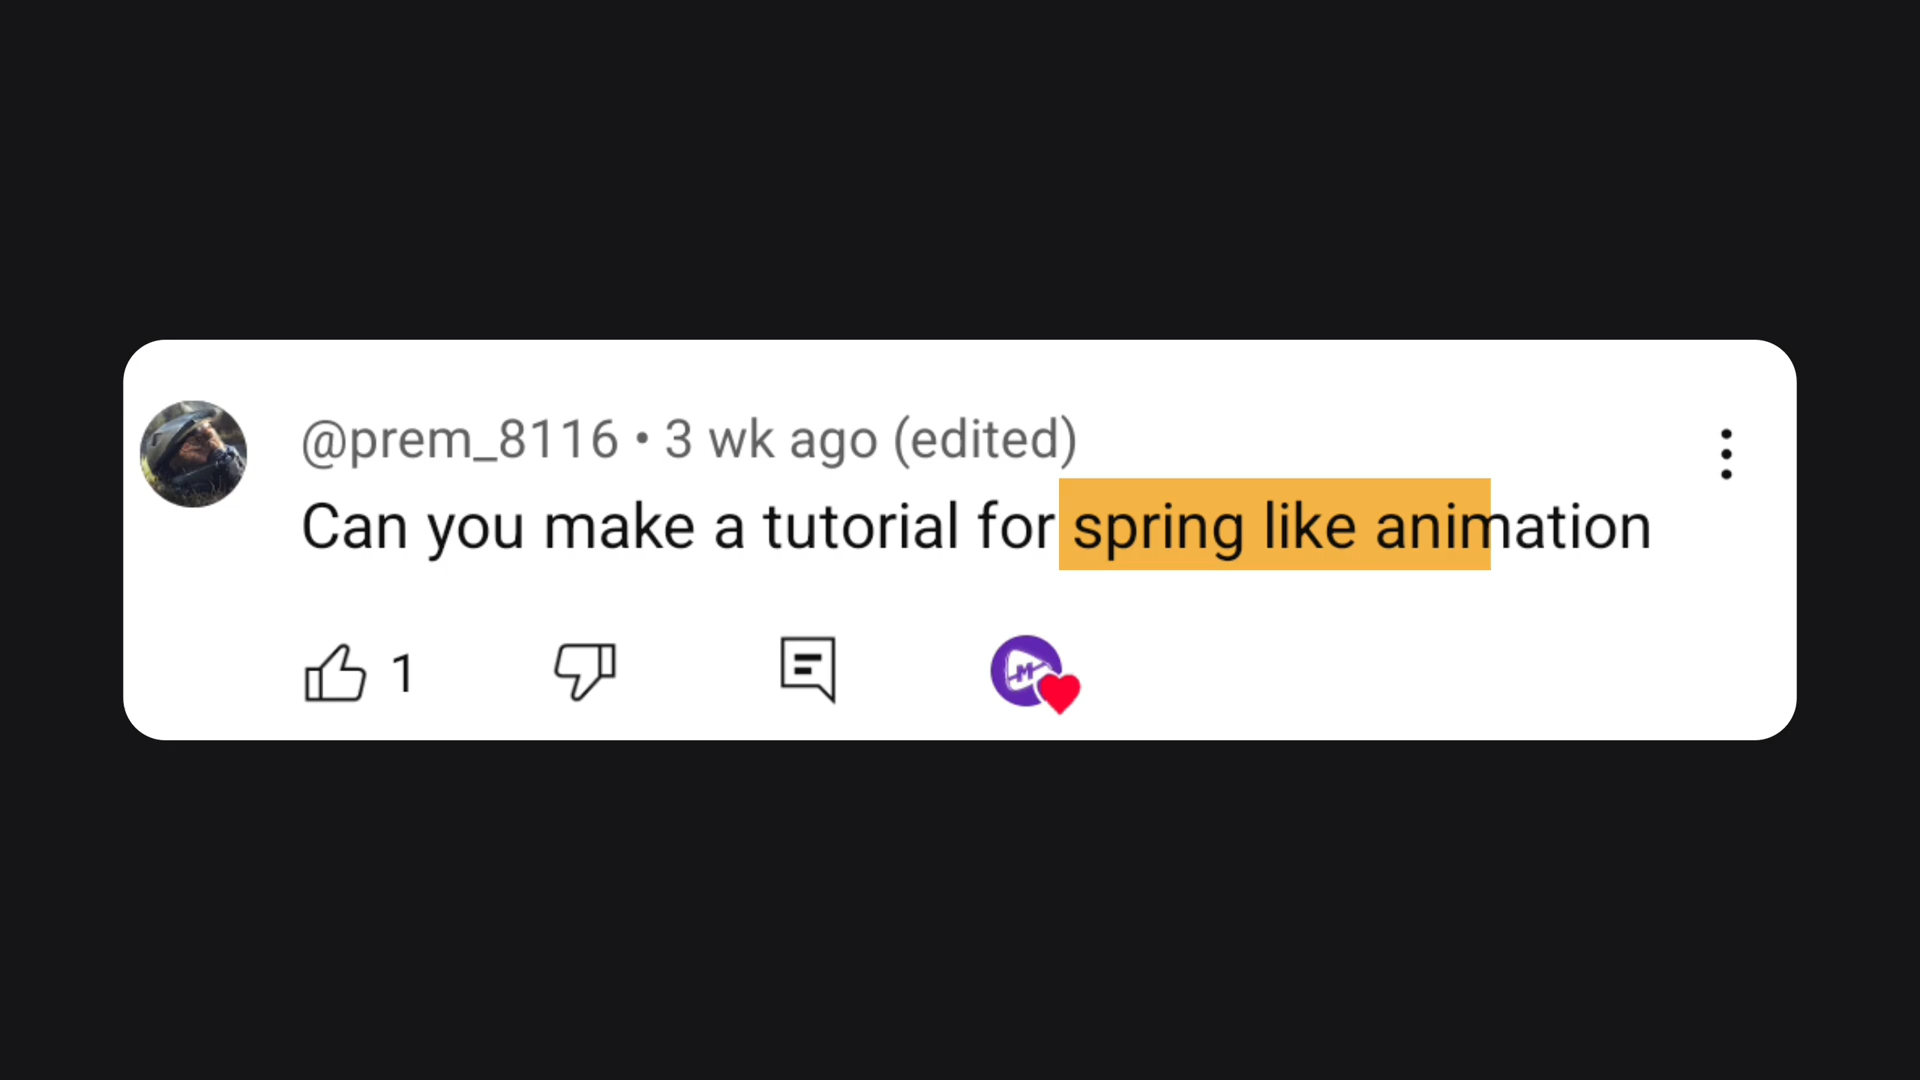 @prem_8116 • 3 wk ago (edited)
Can you make a tutorial for spring like animation
1
M